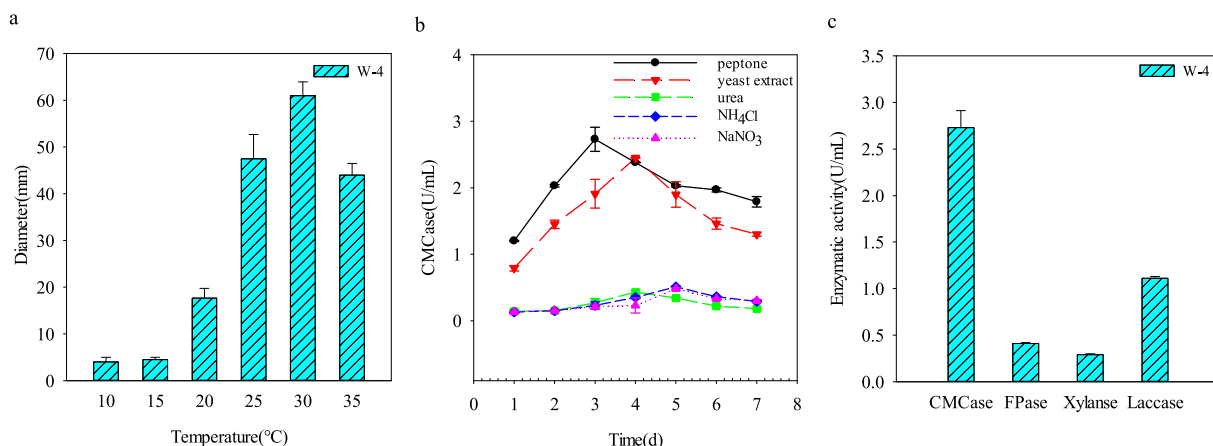 a
Diameter(mm)
70
60
50
40
30
20
10
0
W-4
10 15 20 25 30 35
Temperature(°C)
b
CMCase(U/mL)
4
3
2
1
0
peptone
yeast extract
urea
NH4Cl
NaNO3
0 1 2 3 4 5 6 7 8
Time(d)
c
Enzymatic activity(U/mL)
3.5
3.0
2.5
2.0
1.5
1.0
0.5
0.0
W-4
CMCase FPase Xylanse Laccase